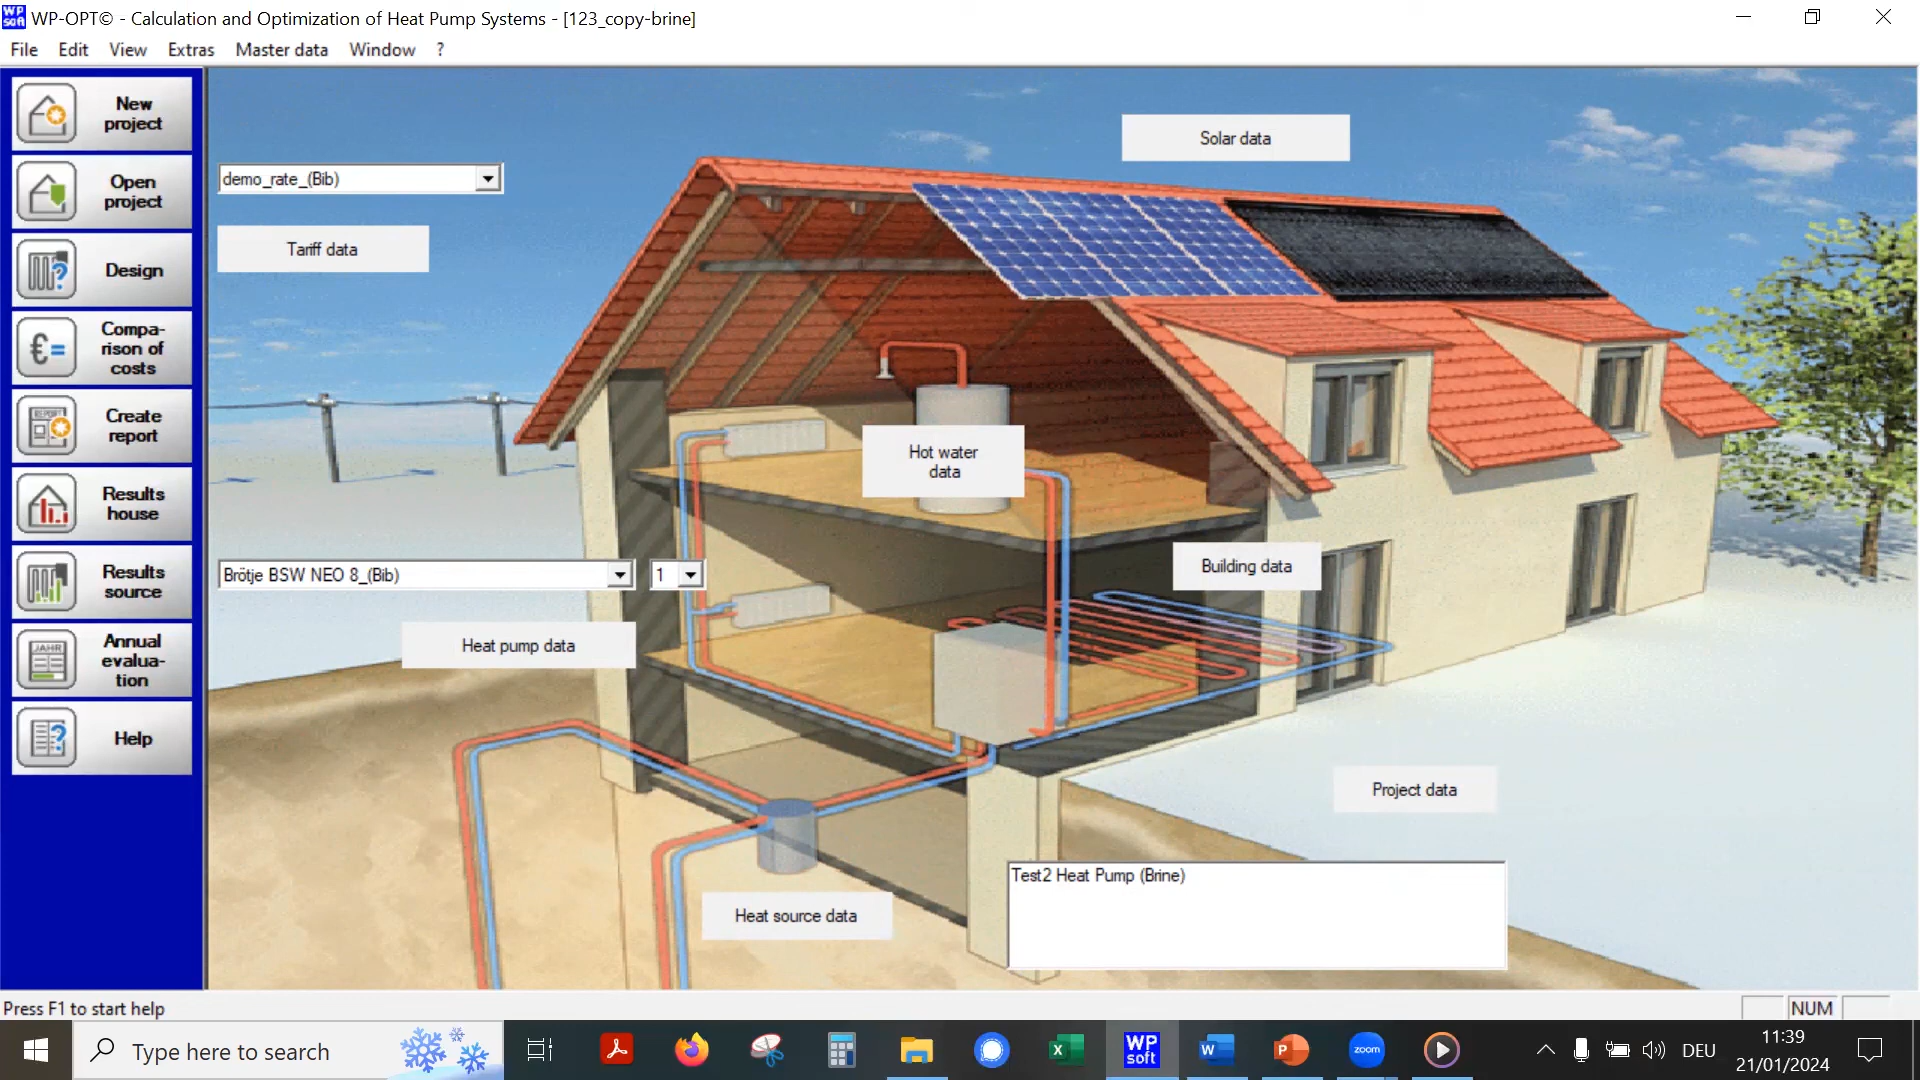 WP-OPT© - Calculation and Optimization of Heat Pump Systems - [123_copy-brine]
File Edit View Extras Master data Window ?
New
project
Open
project
Design
Compa-
rison of
costs
Create
report
Results
house
Results
source
Annual
evalua-
tion
Help
demo_rate_(Bib)
Tariff data
Solar data
Hot water
data
Building data
Brötje BSW NEO 8_(Bib) 1
Heat pump data
Project data
Heat source data
Test2 Heat Pump (Brine)
Press F1 to start help
NUM
Type here to search
WP
soft
zoom
DEU
11:39
21/01/2024